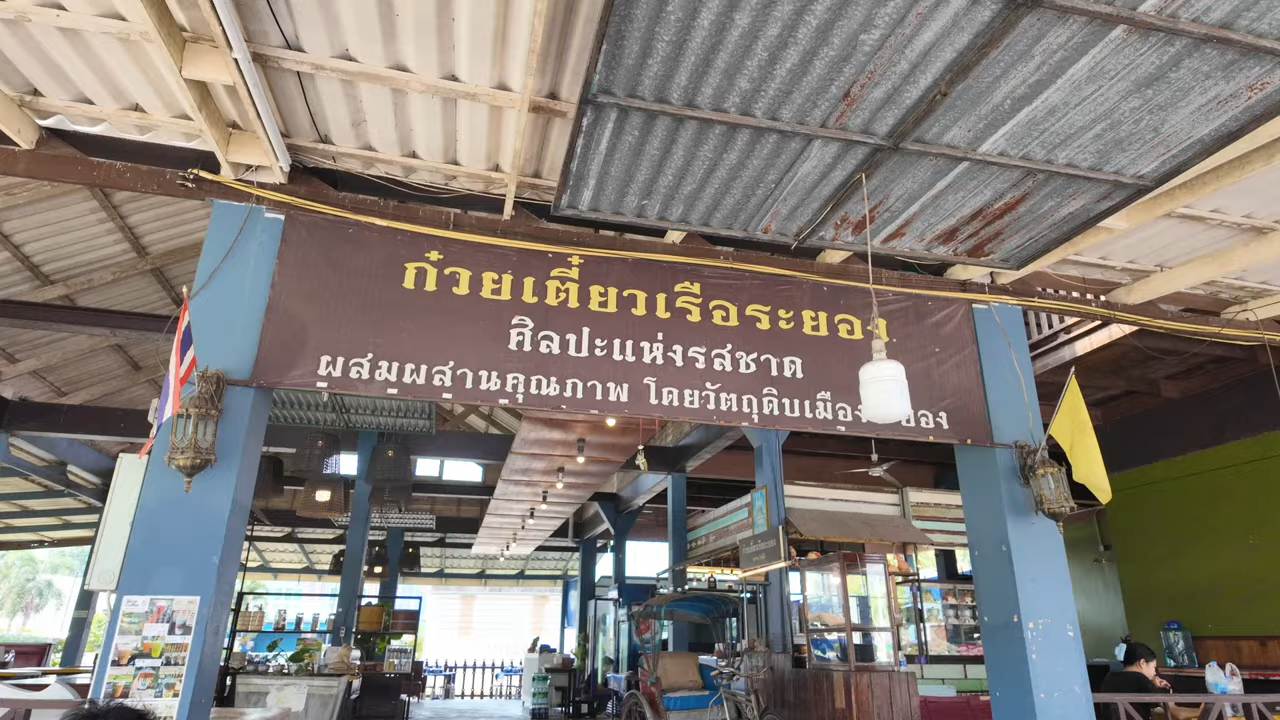 ก๋วยเตี๋ยวเรือระยอง
ศิลปะแห่งรสชาด
ผสมผสานคุณภาพ โดยวัตถุดิบเมือง